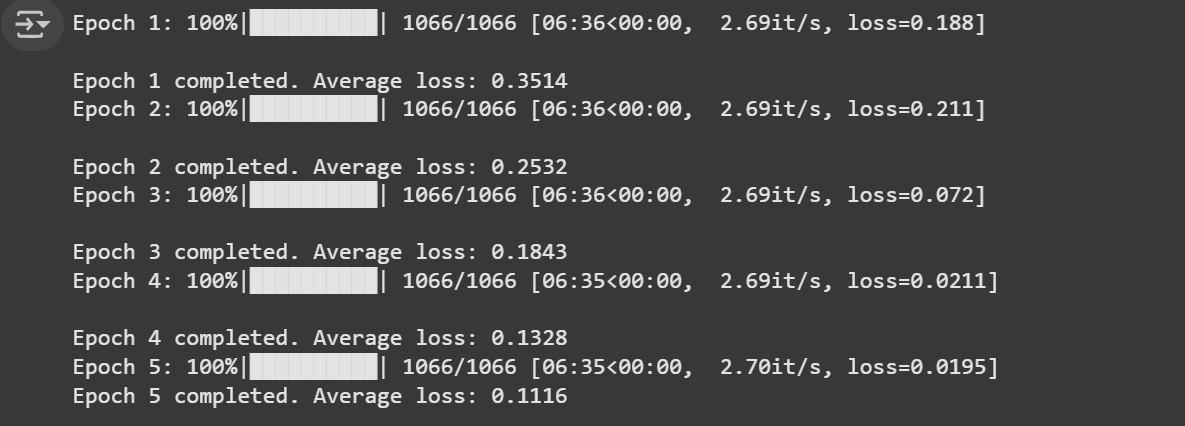 Epoch 1: 100%|██████████| 1066/1066 [06:36<00:00,  2.69it/s, loss=0.188]
Epoch 1 completed. Average loss: 0.3514
Epoch 2: 100%|██████████| 1066/1066 [06:36<00:00,  2.69it/s, loss=0.211]
Epoch 2 completed. Average loss: 0.2532
Epoch 3: 100%|██████████| 1066/1066 [06:36<00:00,  2.69it/s, loss=0.072]
Epoch 3 completed. Average loss: 0.1843
Epoch 4: 100%|██████████| 1066/1066 [06:35<00:00,  2.69it/s, loss=0.0211]
Epoch 4 completed. Average loss: 0.1328
Epoch 5: 100%|██████████| 1066/1066 [06:35<00:00,  2.70it/s, loss=0.0195]
Epoch 5 completed. Average loss: 0.1116